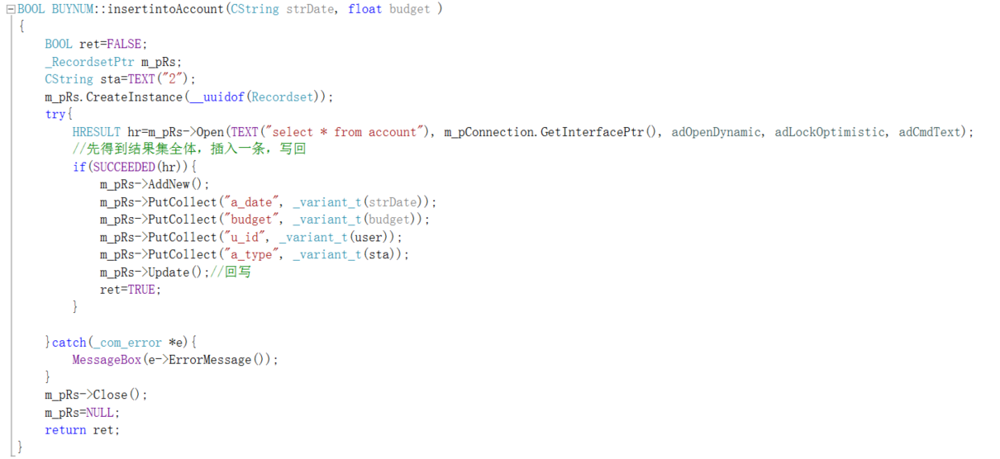 BOOL BUYNUM::insertintoAccount(CString strDate, float budget )
{
    BOOL ret=FALSE;
    _RecordsetPtr m_pRs;
    CString sta=TEXT("2");
    m_pRs.CreateInstance(__uuidof(Recordset));
    try{
        HRESULT hr=m_pRs->Open(TEXT("select * from account"), m_pConnection.GetInterfacePtr(), adOpenDynamic, adLockOptimistic, adCmdText);
        //先得到结果集全体，插入一条，写回
        if(SUCCEEDED(hr)){
            m_pRs->AddNew();
            m_pRs->PutCollect("a_date", _variant_t(strDate));
            m_pRs->PutCollect("budget", _variant_t(budget));
            m_pRs->PutCollect("u_id", _variant_t(user));
            m_pRs->PutCollect("a_type", _variant_t(sta));
            m_pRs->Update();//回写
            ret=TRUE;
        }
    }catch(_com_error *e){
        MessageBox(e->ErrorMessage());
    }
    m_pRs->Close();
    m_pRs=NULL;
    return ret;
}